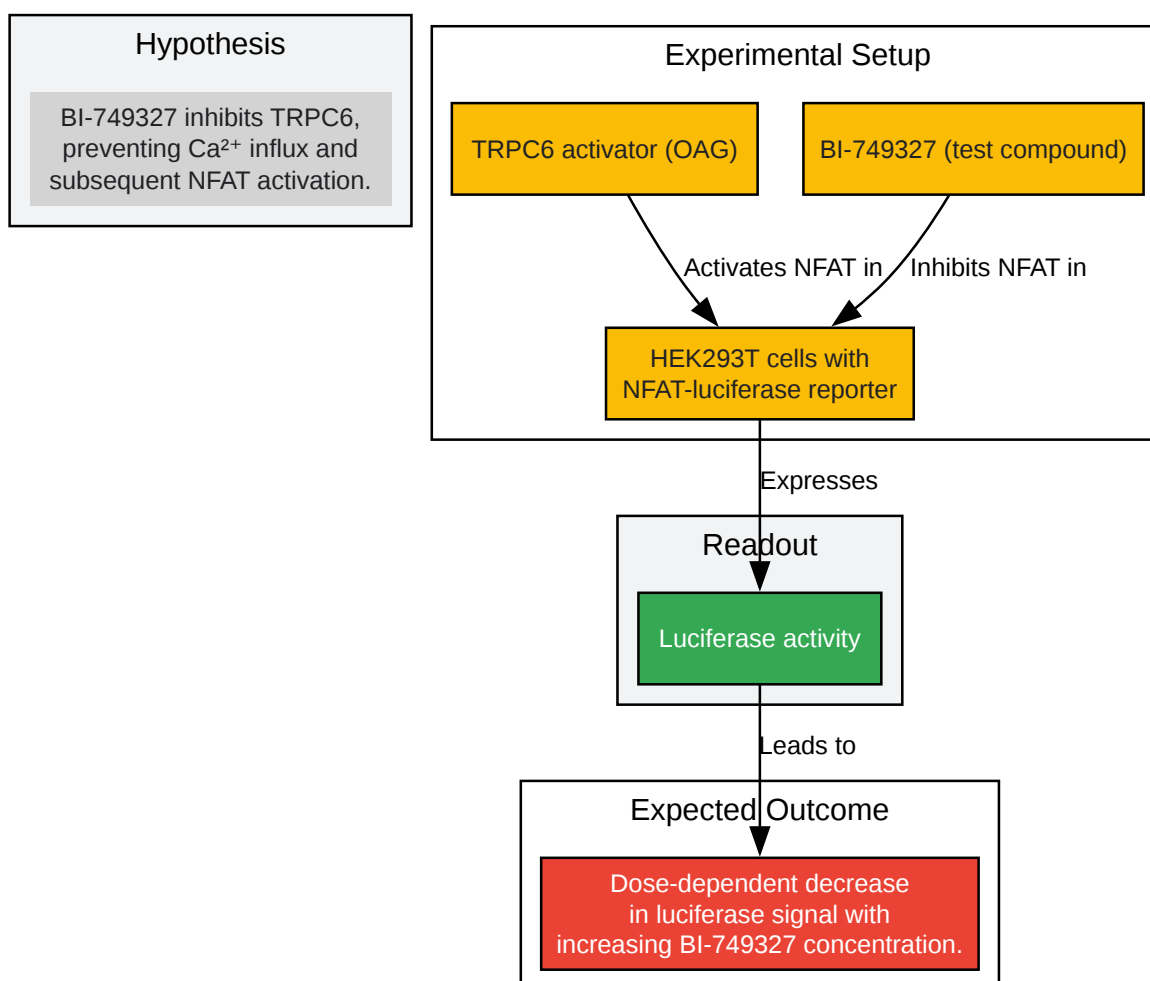 Hypothesis
BI-749327 inhibits TRPC6,
preventing Ca²⁺ influx and
subsequent NFAT activation.
Experimental Setup
TRPC6 activator (OAG)
BI-749327 (test compound)
Activates NFAT in
Inhibits NFAT in
HEK293T cells with
NFAT-luciferase reporter
Expresses
Readout
Luciferase activity
Leads to
Expected Outcome
Dose-dependent decrease
in luciferase signal with
increasing BI-749327 concentration.